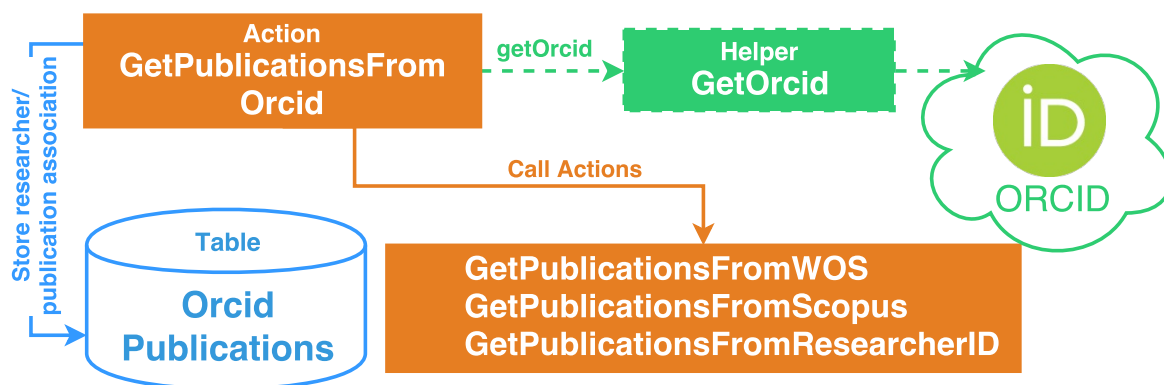 Action
GetPublicationsFrom
Orcid
getOrcid
Helper
GetOrcid
iD
ORCID
Store researcher/
publication association
Call Actions
Table
Orcid
Publications
GetPublicationsFromWOS
GetPublicationsFromScopus
GetPublicationsFromResearcherID